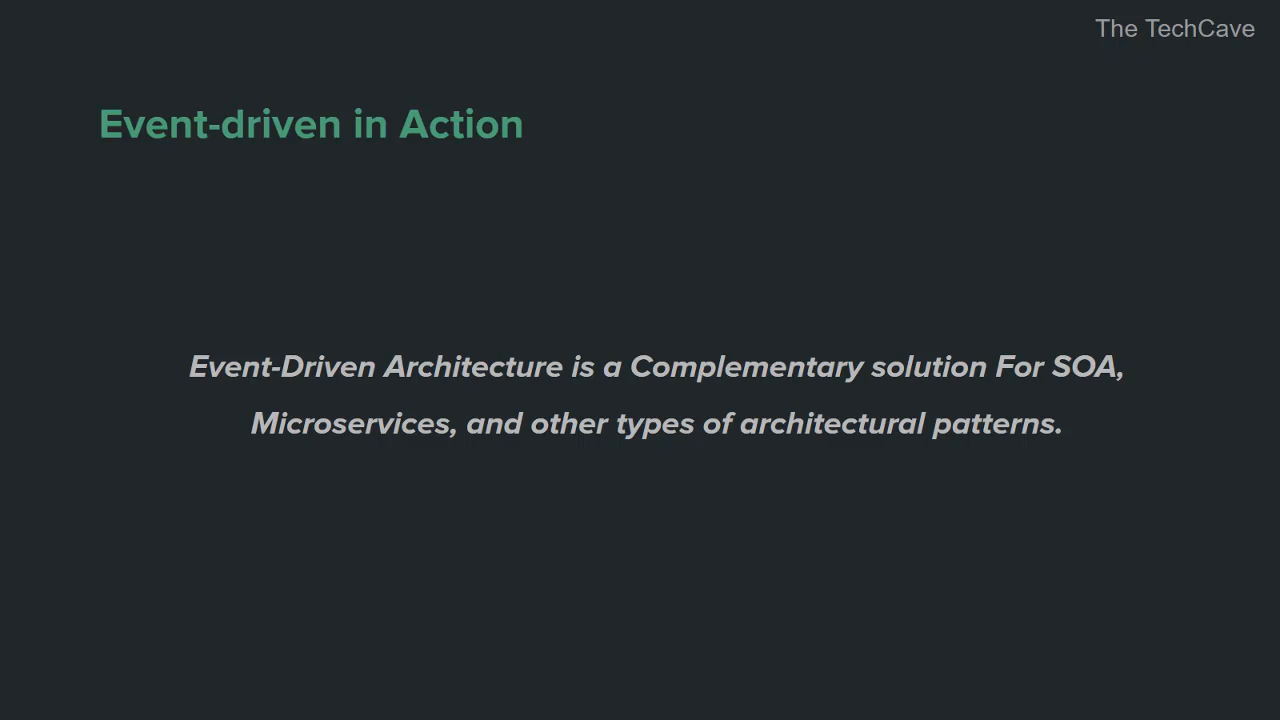 The TechCave
Event-driven in Action
Event-Driven Architecture is a Complementary solution For SOA,
Microservices, and other types of architectural patterns.